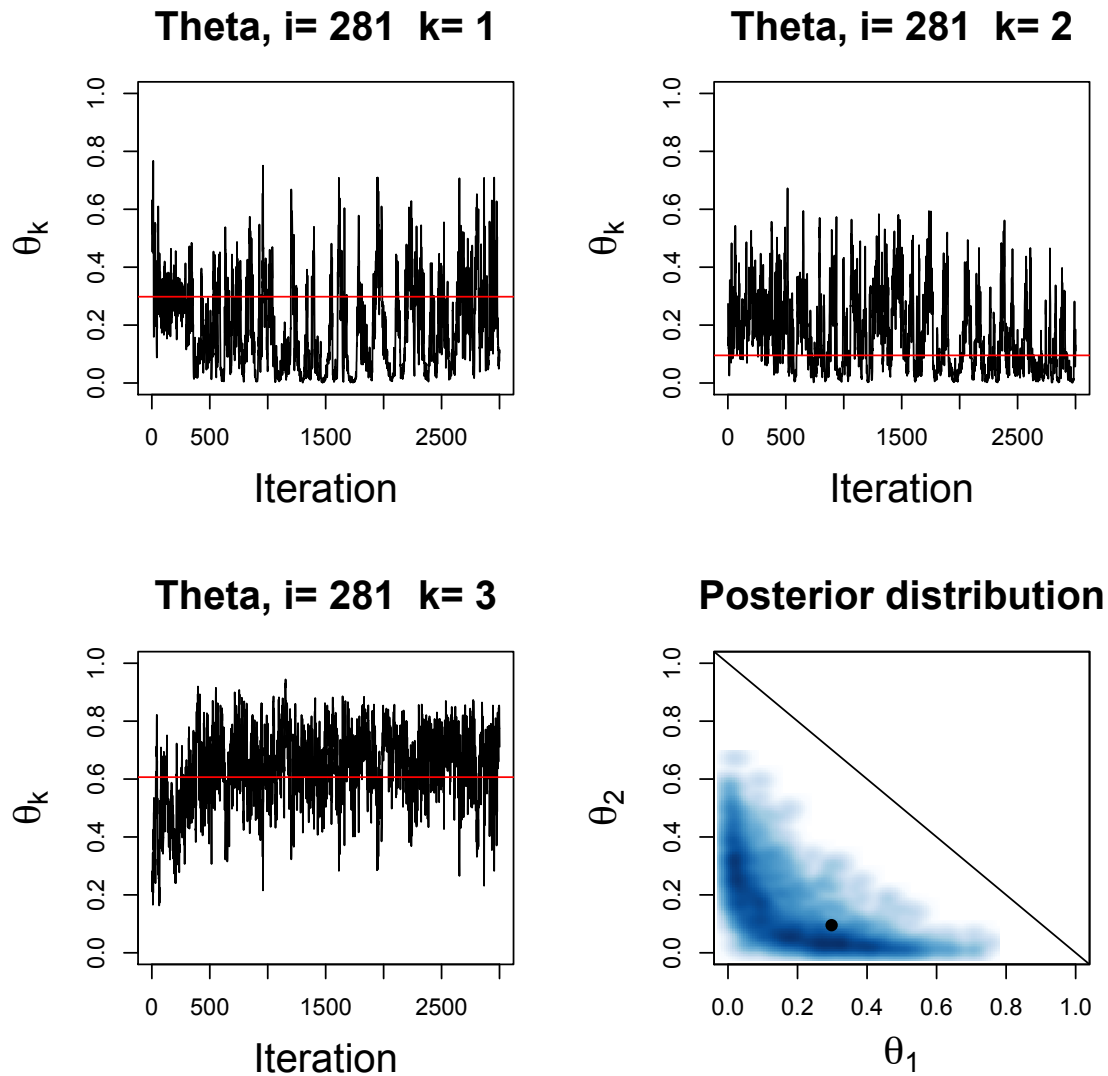 Theta, i= 281 k= 1
θk
1.0
0.8
0.6
0.4
0.2
0.0
0 500 1500 2500
Iteration
Theta, i= 281 k= 2
θk
1.0
0.8
0.6
0.4
0.2
0.0
0 500 1500 2500
Iteration
Theta, i= 281 k= 3
θk
1.0
0.8
0.6
0.4
0.2
0.0
0 500 1500 2500
Iteration
Posterior distribution
θ2
1.0
0.8
0.6
0.4
0.2
0.0
0.0 0.2 0.4 0.6 0.8 1.0
θ1